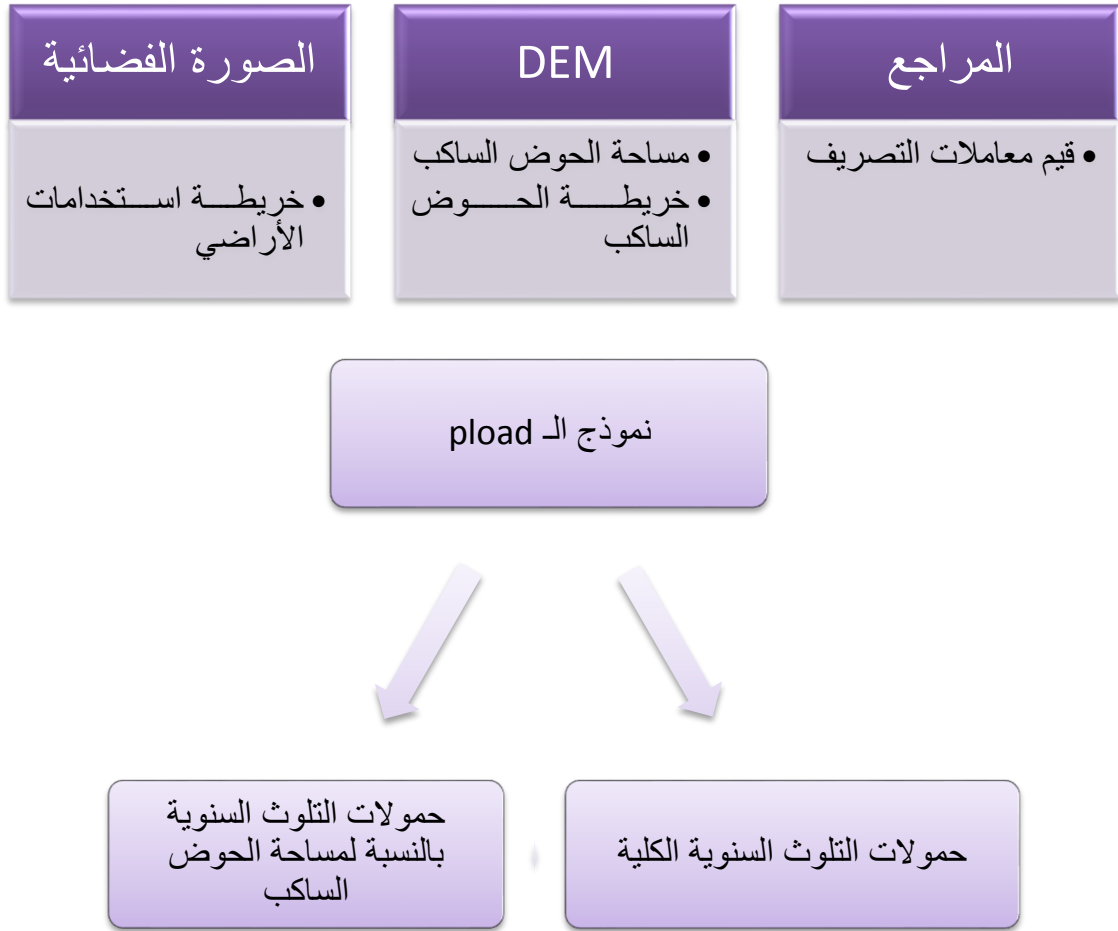 المراجع
• قيم معاملات التصريف
DEM
• مساحة الحوض الساكب
• خريطة الحوض
الساكب
الصورة الفضائية
• خريطة استخدامات
الأراضي
نموذج الـ pload
حمولات التلوث السنوية الكلية
حمولات التلوث السنوية
بالنسبة لمساحة الحوض
الساكب